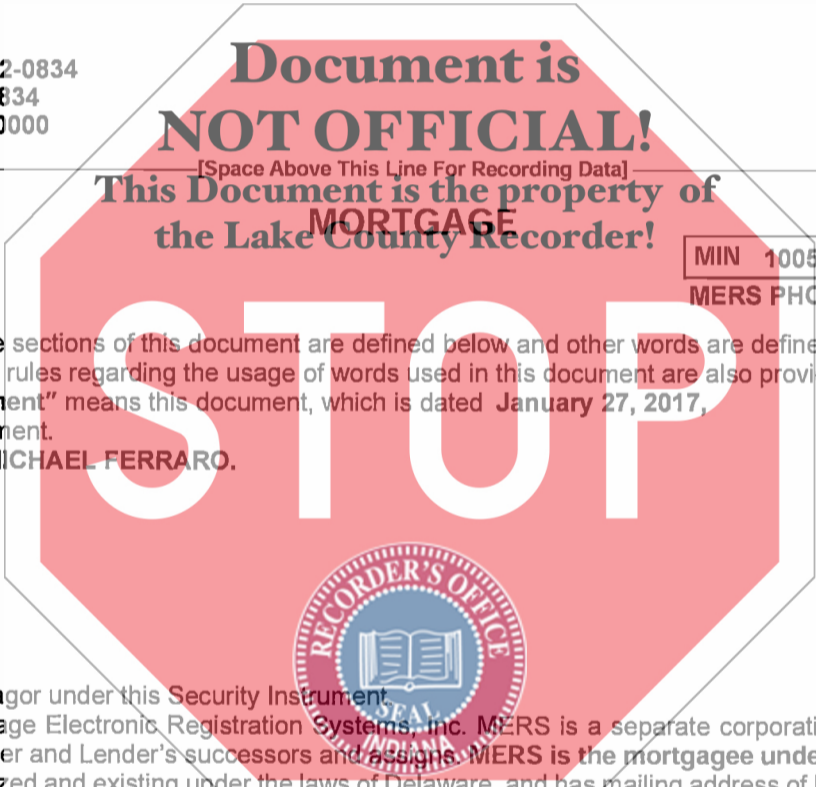 2-0834
834
0000
Document is
NOT OFFICIAL!
[Space Above This Line For Recording Data]
This Document is the property of
MORTGAGE
the Lake County Recorder!
MIN 1005
MERS PHO
sections of this document are defined below and other words are define
rules regarding the usage of words used in this document are also provi
ent” means this document, which is dated January 27, 2017,
ment.
ICHAEL FERRARO.
STOP
RECORDER'S OFFICE
SEAL
INDIANA
agor under this Security Instrument.
age Electronic Registration Systems, Inc. MERS is a separate corporati
er and Lender's successors and assigns. MERS is the mortgagee unde
zed and existing under the laws of Delaware, and has mailing address of